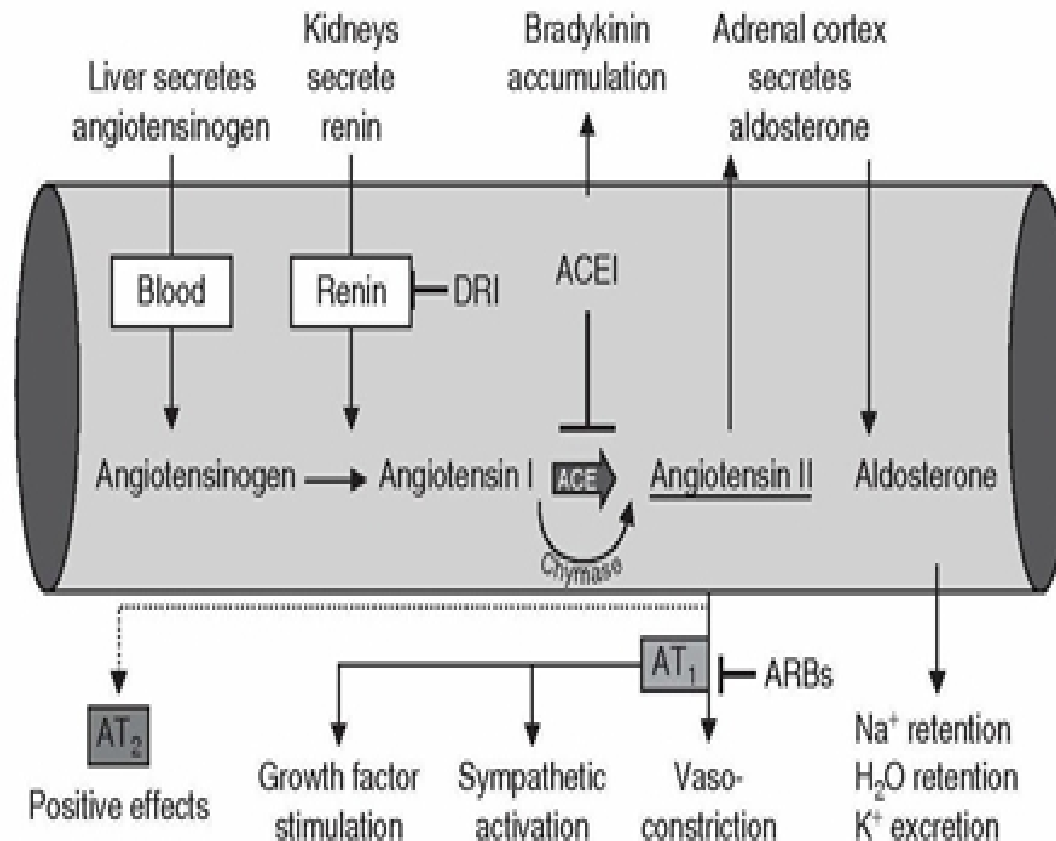 Liver secretes
angiotensinogen
Kidneys
secrete
renin
Bradykinin
accumulation
Adrenal cortex
secretes
aldosterone
Blood
Renin
DRI
ACEI
Angiotensinogen
Angiotensin I
ACE
Angiotensin II
Aldosterone
Chymase
AT₁
ARBs
AT₂
Positive effects
Growth factor
stimulation
Sympathetic
activation
Vaso-
constriction
Na⁺ retention
H₂O retention
K⁺ excretion